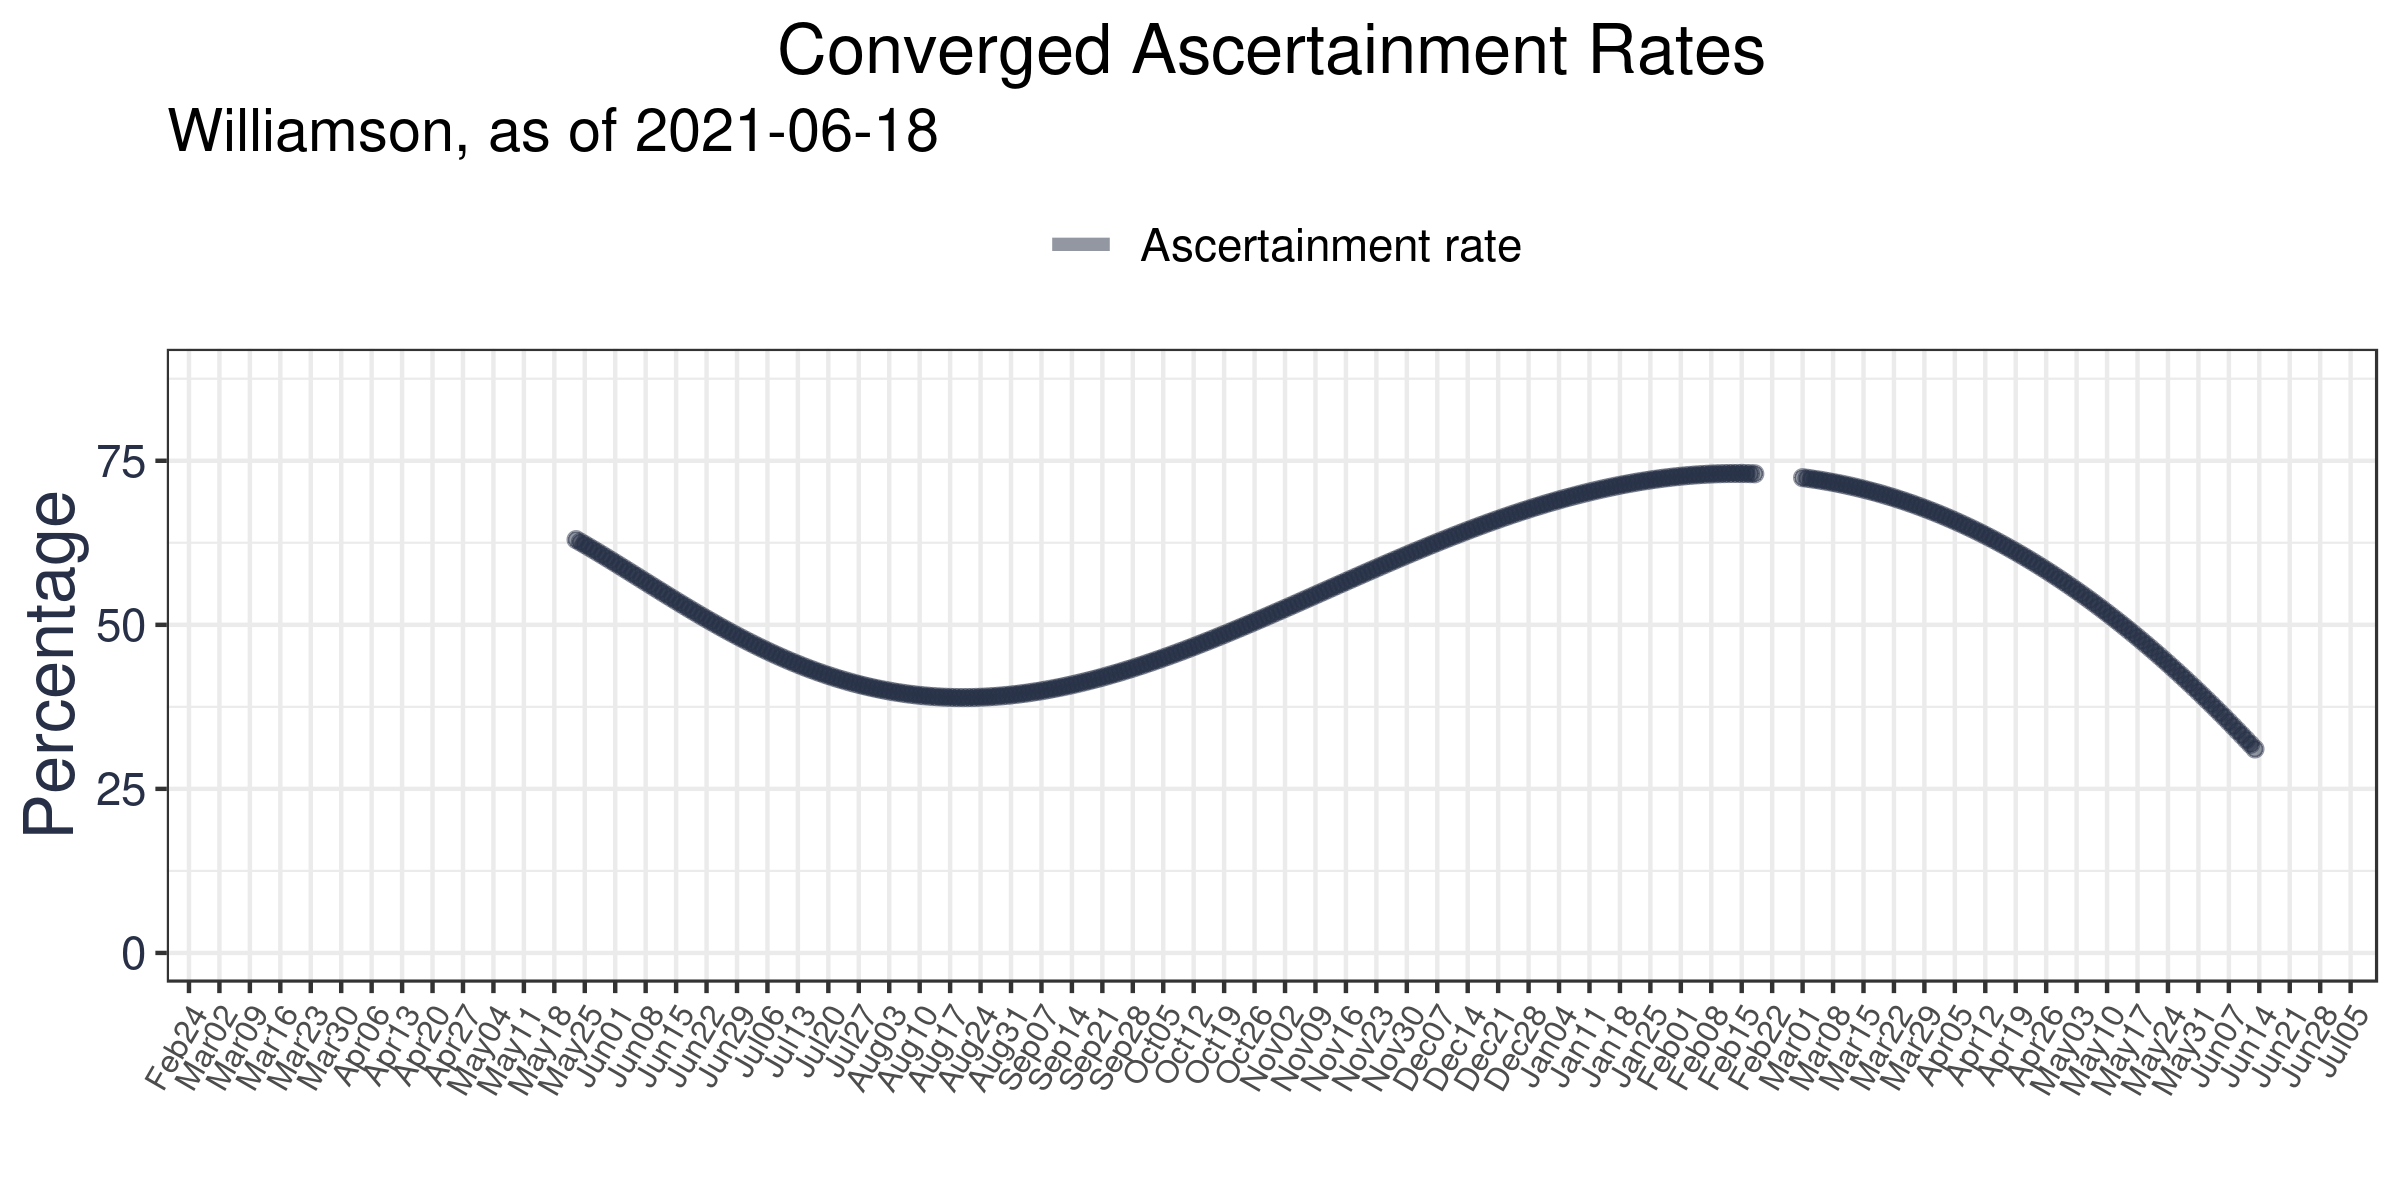 Converged Ascertainment Rates
Williamson, as of 2021-06-18
Ascertainment rate
Percentage
75
50
25
0
Feb24 Mar02 Mar09 Mar16 Mar23 Mar30 Apr06 Apr13 Apr20 Apr27 May04 May11 May18 May25 Jun01 Jun08 Jun15 Jun22 Jun29 Jul06 Jul13 Jul20 Jul27 Aug03 Aug10 Aug17 Aug24 Aug31 Sep07 Sep14 Sep21 Sep28 Oct05 Oct12 Oct19 Oct26 Nov02 Nov09 Nov16 Nov23 Nov30 Dec07 Dec14 Dec21 Dec28 Jan04 Jan11 Jan18 Jan25 Feb01 Feb08 Feb15 Feb22 Mar01 Mar08 Mar15 Mar22 Mar29 Apr05 Apr12 Apr19 Apr26 May03 May10 May17 May24 May31 Jun07 Jun14 Jun21 Jun28 Jul05